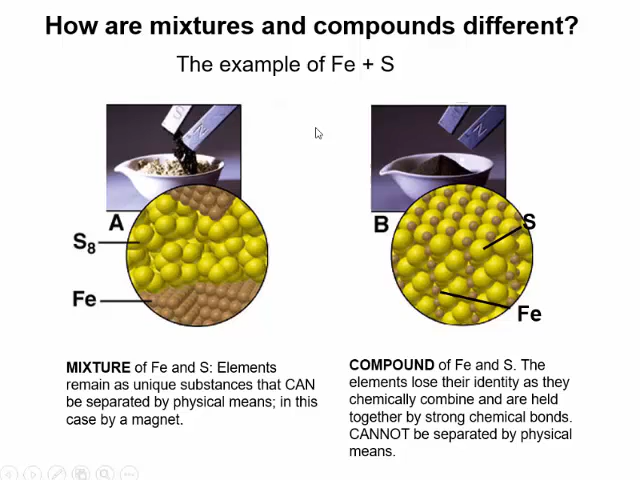 How are mixtures and compounds different?
The example of Fe + S
S
N
S
N
A
B
S
S8
Fe
Fe
MIXTURE of Fe and S: Elements
remain as unique substances that CAN
be separated by physical means; in this
case by a magnet.
COMPOUND of Fe and S. The
elements lose their identity as they
chemically combine and are held
together by strong chemical bonds.
CANNOT be separated by physical
means.